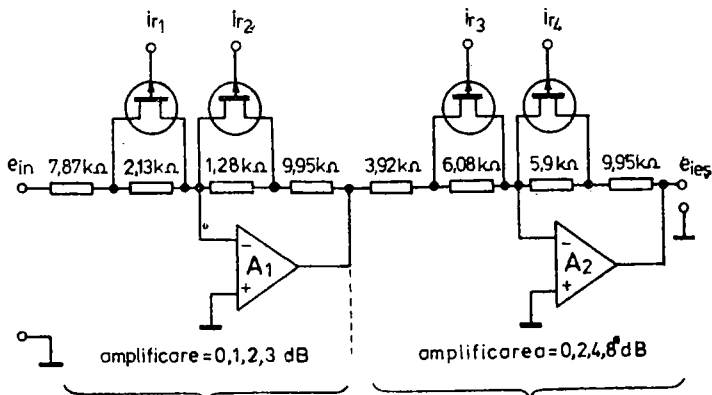 ir1 ir2 ir3 ir4
ein 7,87kΩ 2,13kΩ 1,28kΩ 9,95kΩ 3,92kΩ 6,08kΩ 5,9kΩ 9,95kΩ eieș
− −
A1 A2
+ +
amplificare = 0,1,2,3 dB amplificarea = 0,2,4,8 dB